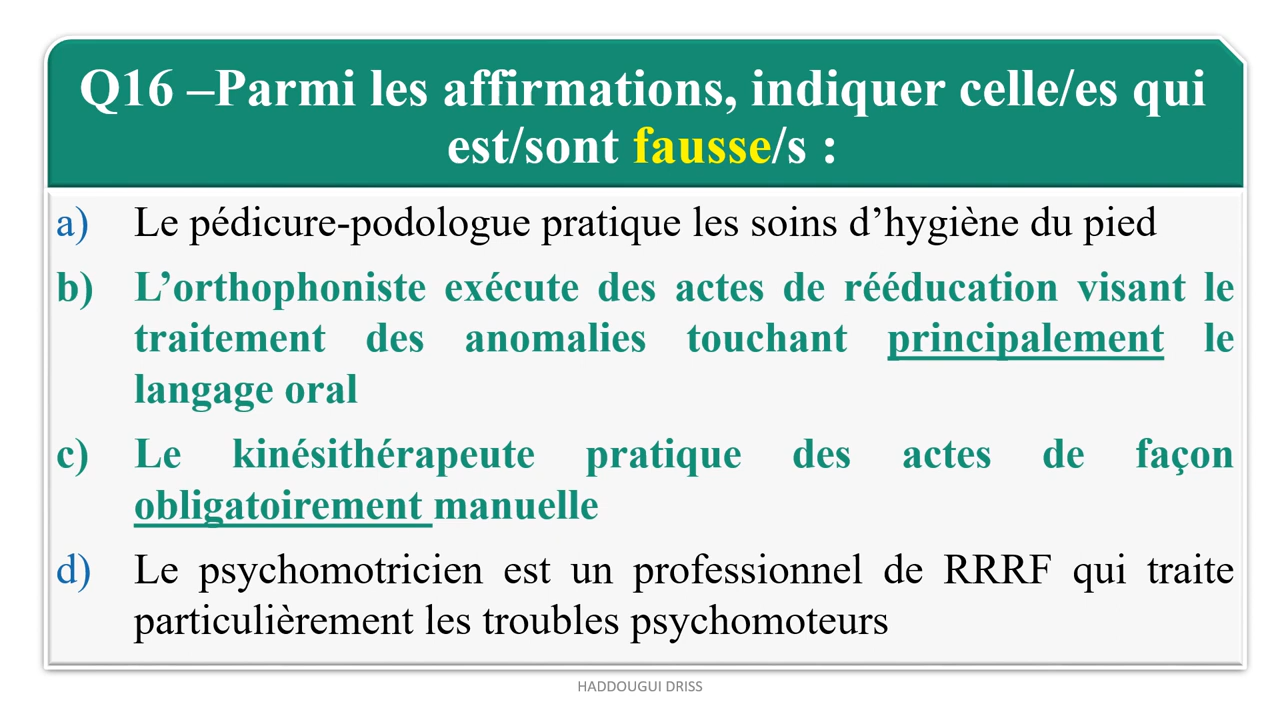 Q16 –Parmi les affirmations, indiquer celle/es qui
est/sont fausse/s :
a) Le pédicure-podologue pratique les soins d’hygiène du pied
b) L’orthophoniste exécute des actes de rééducation visant le
traitement des anomalies touchant principalement le
langage oral
c) Le kinésithérapeute pratique des actes de façon
obligatoirement manuelle
d) Le psychomotricien est un professionnel de RRRF qui traite
particulièrement les troubles psychomoteurs
HADDOUGUI DRISS